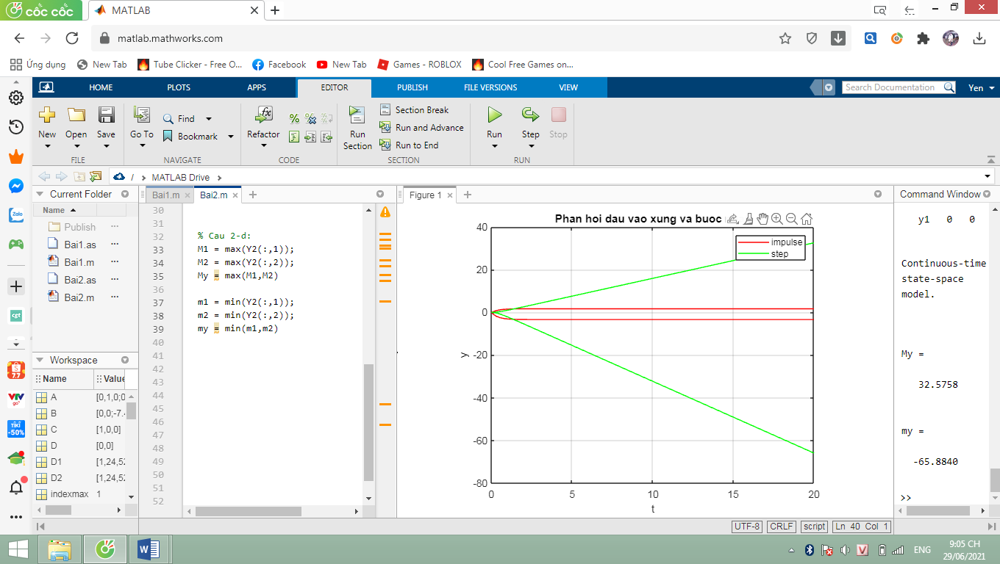 cốc cốc
MATLAB
matlab.mathworks.com
Ứng dụng
New Tab
Tube Clicker - Free O...
Facebook
New Tab
Games - ROBLOX
Cool Free Games on...
HOME
PLOTS
APPS
EDITOR
PUBLISH
FILE VERSIONS
VIEW
Search Documentation
Yen
New
Open
Save
FILE
Go To
Find
Bookmark
NAVIGATE
Refactor
CODE
Run Section
Section Break
Run and Advance
Run to End
SECTION
Run
Step
Stop
RUN
/ MATLAB Drive
Current Folder
Name
Publish
Bai1.as
Bai1.m
Bai2.as
Bai2.m
Workspace
Name Value
A [0,1,0;0
B [0,0;-7.4
C [1,0,0]
D [0,0]
D1 [1,24,52
D2 [1,24,52
indexmax 1
Zalo
cgt
7.7
VTV
go
TIKI
-50%
Bai1.m
Bai2.m
30
31
32 % Cau 2-d:
33 M1 = max(Y2(:,1));
34 M2 = max(Y2(:,2));
35 My = max(M1,M2)
36
37 m1 = min(Y2(:,1));
38 m2 = min(Y2(:,2));
39 my = min(m1,m2)
40
41
42
43
44
45
46
47
48
49
50
51
52
Figure 1
Phan hoi dau vao xung va buoc
impulse
step
40
20
0
-20
-40
-60
-80
y
0 5 10 15 20
t
Command Window
y1 0 0
Continuous-time
state-space
model.
My =
32.5758
my =
-65.8840
>>
UTF-8
CRLF
script
Ln 40 Col 1
ENG
9:05 CH
29/06/2021